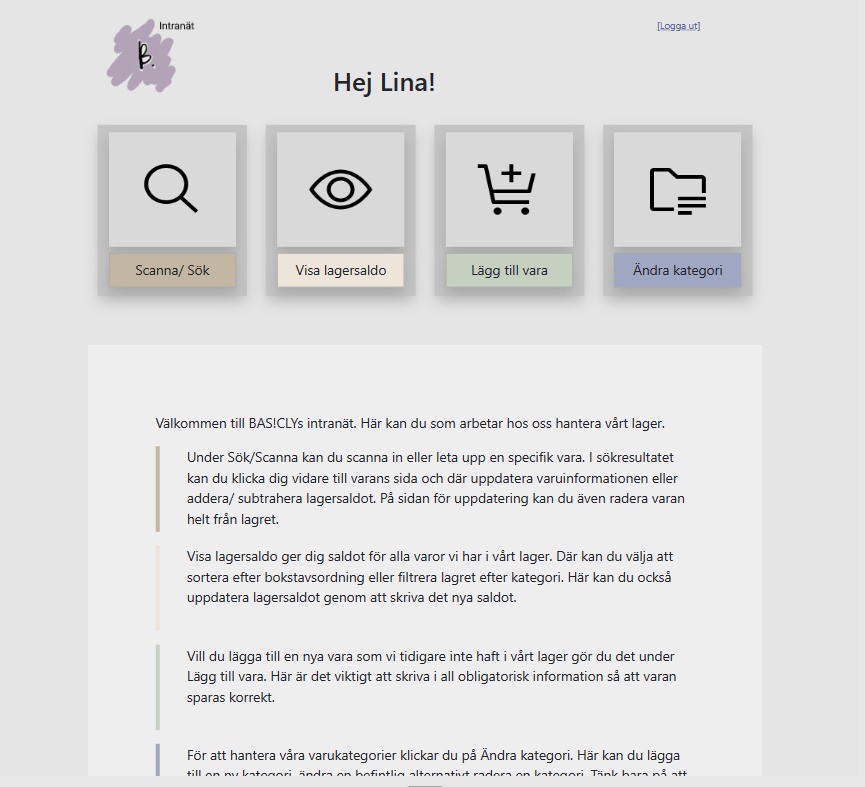 Intranät
[Logga ut]
B.
Hej Lina!
Scanna/ Sök
Visa lagersaldo
Lägg till vara
Ändra kategori
Välkommen till BAS!CLYs intranät. Här kan du som arbetar hos oss hantera vårt lager.
Under Sök/Scanna kan du scanna in eller leta upp en specifik vara. I sökresultatet
kan du klicka dig vidare till varans sida och där uppdatera varuinformationen eller
addera/ subtrahera lagersaldot. På sidan för uppdatering kan du även radera varan
helt från lagret.
Visa lagersaldo ger dig saldot för alla varor vi har i vårt lager. Där kan du välja att
sortera efter bokstavsordning eller filtrera lagret efter kategori. Här kan du också
uppdatera lagersaldot genom att skriva det nya saldot.
Vill du lägga till en nya vara som vi tidigare inte haft i vårt lager gör du det under
Lägg till vara. Här är det viktigt att skriva i all obligatorisk information så att varan
sparas korrekt.
För att hantera våra varukategorier klickar du på Ändra kategori. Här kan du lägga
till en ny kategori, ändra en befintlig alternativt radera en kategori. Tänk bara på att